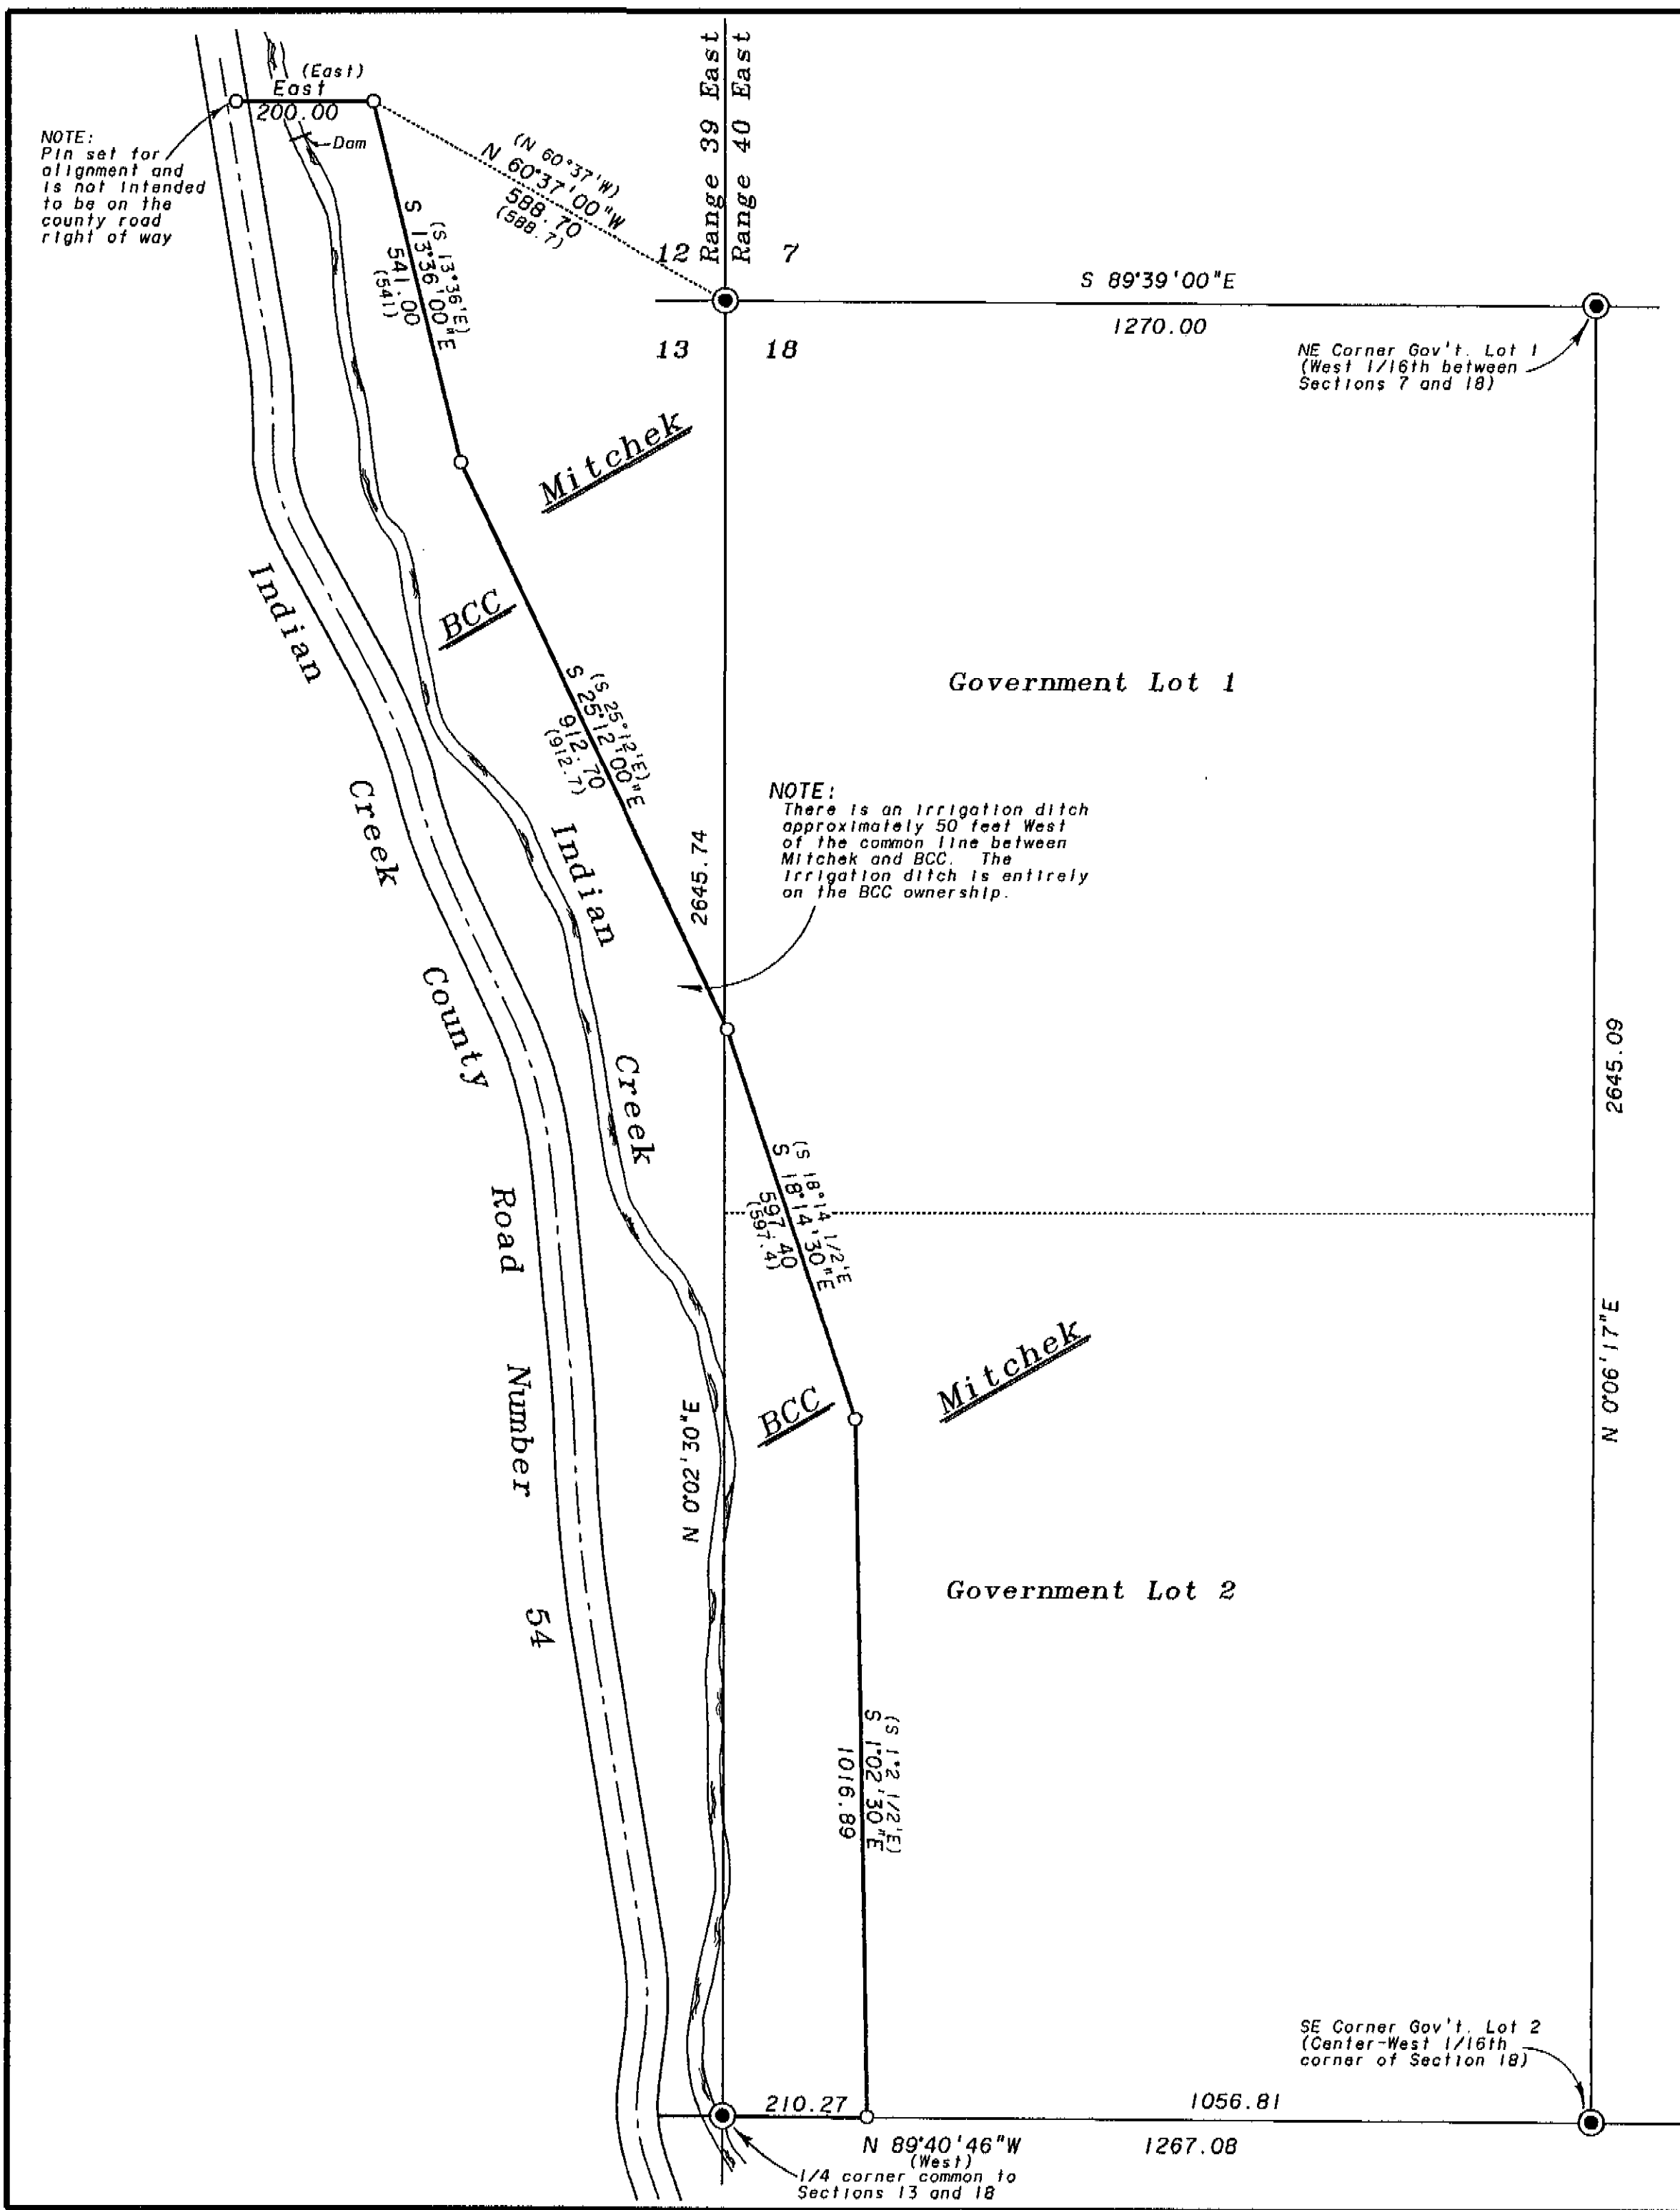 (East)
East
200.00
Dam
NOTE:
Pin set for
alignment and
is not intended
to be on the
county road
right of way
Range 39 East
Range 40 East
(N 60°37'W)
N 60°37'00"W
588.70
(588.7)
12
7
13
18
S 89°39'00"E
1270.00
NE Corner Gov't. Lot 1
(West 1/16th between
Sections 7 and 18)
(S 13°36'E)
S 13°36'00"E
541.00
(541)
Mitchek
BCC
(S 25°12'E)
S 25°12'00"E
912.70
(912.7)
Government Lot 1
NOTE:
There is an irrigation ditch
approximately 50 feet West
of the common line between
Mitchek and BCC. The
irrigation ditch is entirely
on the BCC ownership.
2645.74
Indian
Creek
County
Road
Number
54
Indian
Creek
2645.09
N 0°06'17"E
(S 18°14 1/2'E
S 18°14'30"E
597.40
(597.4)
Mitchek
BCC
N 0°02'30"E
Government Lot 2
(S 1°2 1/2'E)
S 1°02'30"E
1016.89
SE Corner Gov't. Lot 2
(Center-West 1/16th
corner of Section 18)
210.27
1056.81
N 89°40'46"W
(West)
1267.08
1/4 corner common to
Sections 13 and 18